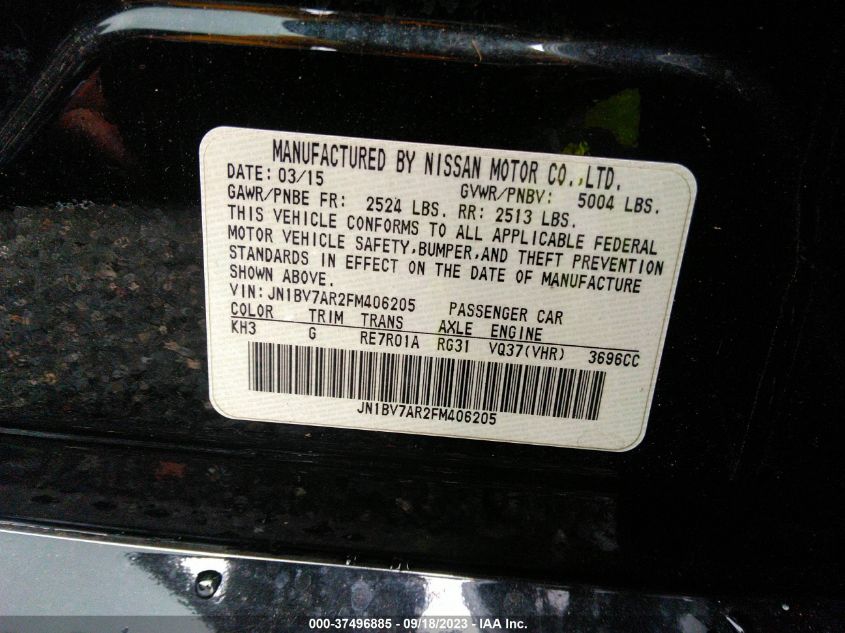 MANUFACTURED BY NISSAN MOTOR CO.,LTD.
DATE: 03/15 GVWR/PNBV: 5004 LBS.
GAWR/PNBE FR: 2524 LBS. RR: 2513 LBS.
THIS VEHICLE CONFORMS TO ALL APPLICABLE FEDERAL
MOTOR VEHICLE SAFETY,BUMPER,AND THEFT PREVENTION
STANDARDS IN EFFECT ON THE DATE OF MANUFACTURE
SHOWN ABOVE.
VIN:JN1BV7AR2FM406205 PASSENGER CAR
COLOR TRIM TRANS AXLE ENGINE
KH3 G RE7R01A RG31 VQ37(VHR) 3696CC
JN1BV7AR2FM406205
000-37496885 - 09/18/2023 - IAA Inc.